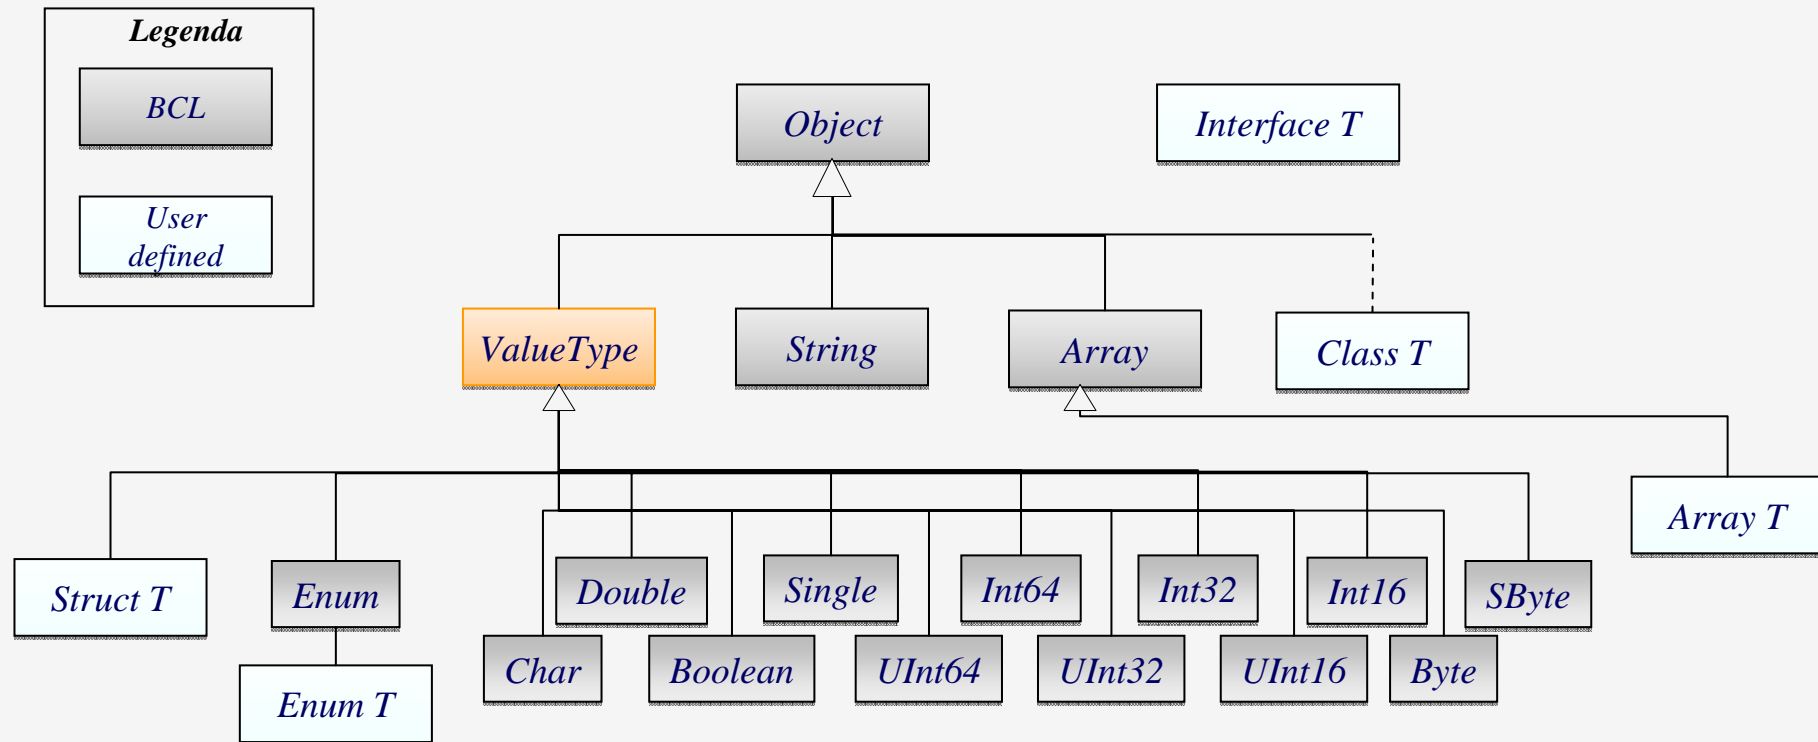 Legenda
BCL
User
defined
Object
Interface T
ValueType
String
Array
Class T
Array T
Struct T
Enum
Double
Single
Int64
Int32
Int16
SByte
Char
Boolean
UInt64
UInt32
UInt16
Byte
Enum T